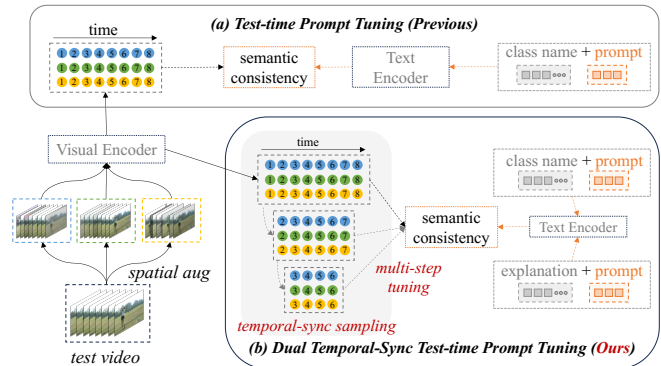 (a) Test-time Prompt Tuning (Previous)
time
1 2 3 4 5 6 7 8
1 2 3 4 5 6 7 8
1 2 3 4 5 6 7 8
semantic
consistency
Text
Encoder
class name + prompt
Visual Encoder
spatial aug
test video
time
1 2 3 4 5 6 7 8
1 2 3 4 5 6 7 8
1 2 3 4 5 6 7 8
2 3 4 5 6 7
2 3 4 5 6 7
2 3 4 5 6 7
3 4 5 6
3 4 5 6
3 4 5 6
temporal-sync sampling
multi-step
tuning
semantic
consistency
class name + prompt
Text Encoder
explanation + prompt
(b) Dual Temporal-Sync Test-time Prompt Tuning (Ours)